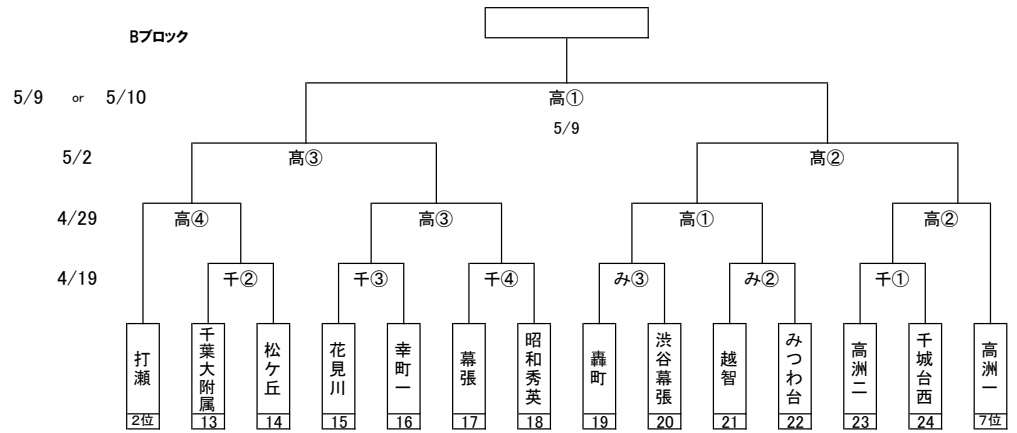 Bブロック
5/9 or 5/10 高①
5/9
5/2 髙③ 髙②
4/29 高④ 高③ 高① 高②
4/19 千② 千③ 千④ み③ み② 千①
打瀬
千葉大附属
松ケ丘
花見川
幸町一
幕張
昭和秀英
轟町
渋谷幕張
越智
みつわ台
高洲二
千城台西
高洲一
2位 13 14 15 16 17 18 19 20 21 22 23 24 7位